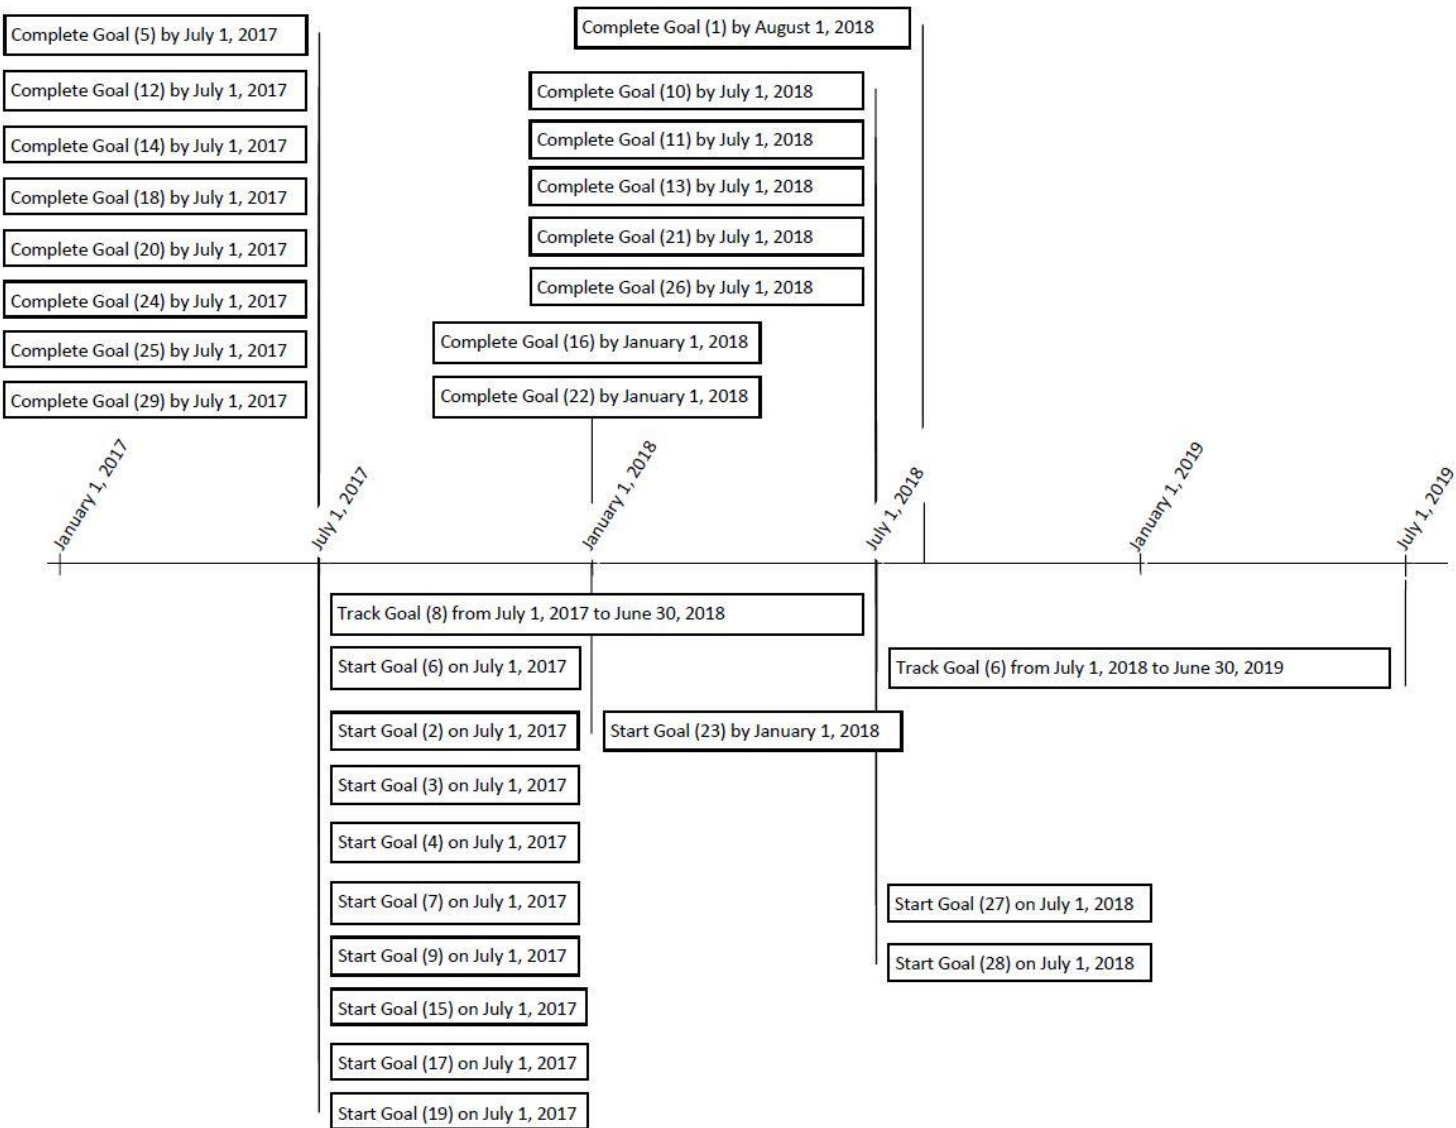 Complete Goal (5) by July 1, 2017
Complete Goal (12) by July 1, 2017
Complete Goal (14) by July 1, 2017
Complete Goal (18) by July 1, 2017
Complete Goal (20) by July 1, 2017
Complete Goal (24) by July 1, 2017
Complete Goal (25) by July 1, 2017
Complete Goal (29) by July 1, 2017
Complete Goal (1) by August 1, 2018
Complete Goal (10) by July 1, 2018
Complete Goal (11) by July 1, 2018
Complete Goal (13) by July 1, 2018
Complete Goal (21) by July 1, 2018
Complete Goal (26) by July 1, 2018
Complete Goal (16) by January 1, 2018
Complete Goal (22) by January 1, 2018
January 1, 2017
July 1, 2017
January 1, 2018
July 1, 2018
January 1, 2019
July 1, 2019
Track Goal (8) from July 1, 2017 to June 30, 2018
Start Goal (6) on July 1, 2017
Track Goal (6) from July 1, 2018 to June 30, 2019
Start Goal (2) on July 1, 2017
Start Goal (23) by January 1, 2018
Start Goal (3) on July 1, 2017
Start Goal (4) on July 1, 2017
Start Goal (7) on July 1, 2017
Start Goal (27) on July 1, 2018
Start Goal (9) on July 1, 2017
Start Goal (28) on July 1, 2018
Start Goal (15) on July 1, 2017
Start Goal (17) on July 1, 2017
Start Goal (19) on July 1, 2017